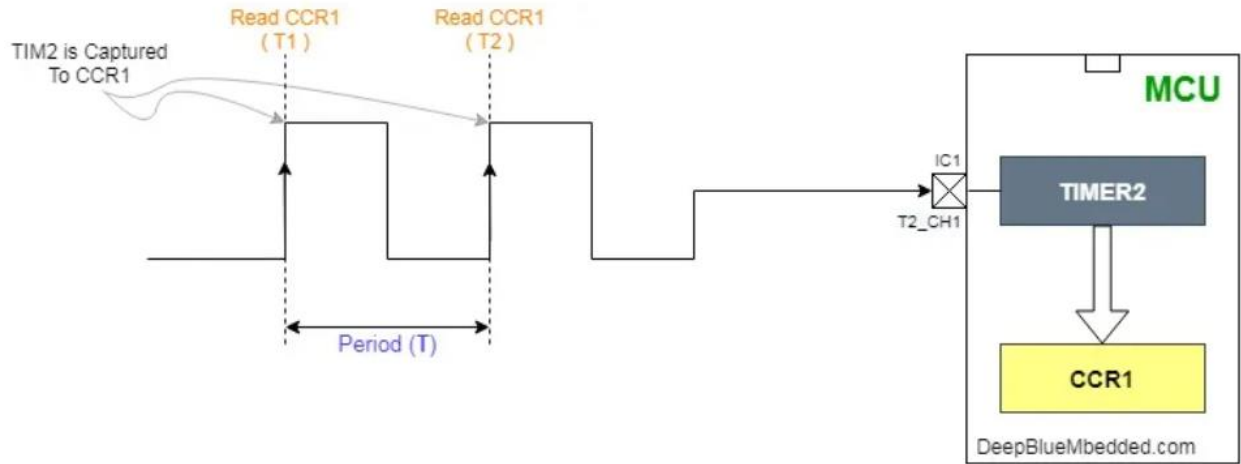 Read CCR1
( T1 )
Read CCR1
( T2 )
TIM2 is Captured
To CCR1
Period (T)
MCU
IC1
T2_CH1
TIMER2
CCR1
DeepBlueMbedded.com